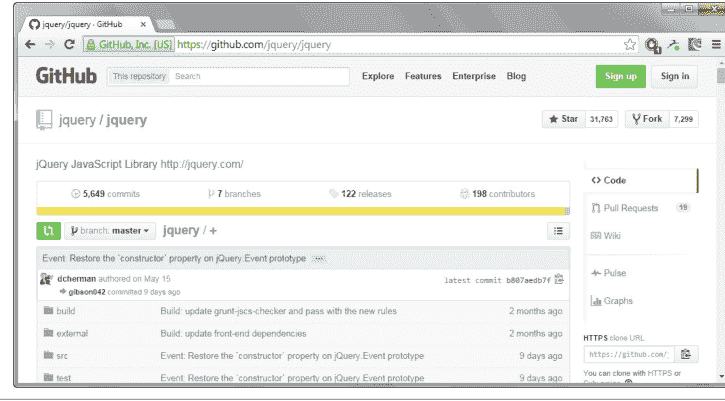 jquery/jquery · GitHub
GitHub, Inc. [US] https://github.com/jquery/jquery
GitHub This repository Search Explore Features Enterprise Blog Sign up Sign in
jquery / jquery Star 31,763 Fork 7,299
jQuery JavaScript Library http://jquery.com/
5,649 commits 7 branches 122 releases 198 contributors
branch: master jquery / +
Event: Restore the `constructor` property on jQuery.Event prototype ...
dcherman authored on May 15 latest commit b807aedb7f
gibson042 committed 9 days ago
build Build: update grunt-jscs-checker and pass with the new rules 2 months ago
external Build: update front-end dependencies 2 months ago
src Event: Restore the `constructor` property on jQuery.Event prototype 9 days ago
test Event: Restore the `constructor` property on jQuery.Event prototype 9 days ago
Code
Pull Requests 19
Wiki
Pulse
Graphs
HTTPS clone URL
https://github.com/j
You can clone with HTTPS or